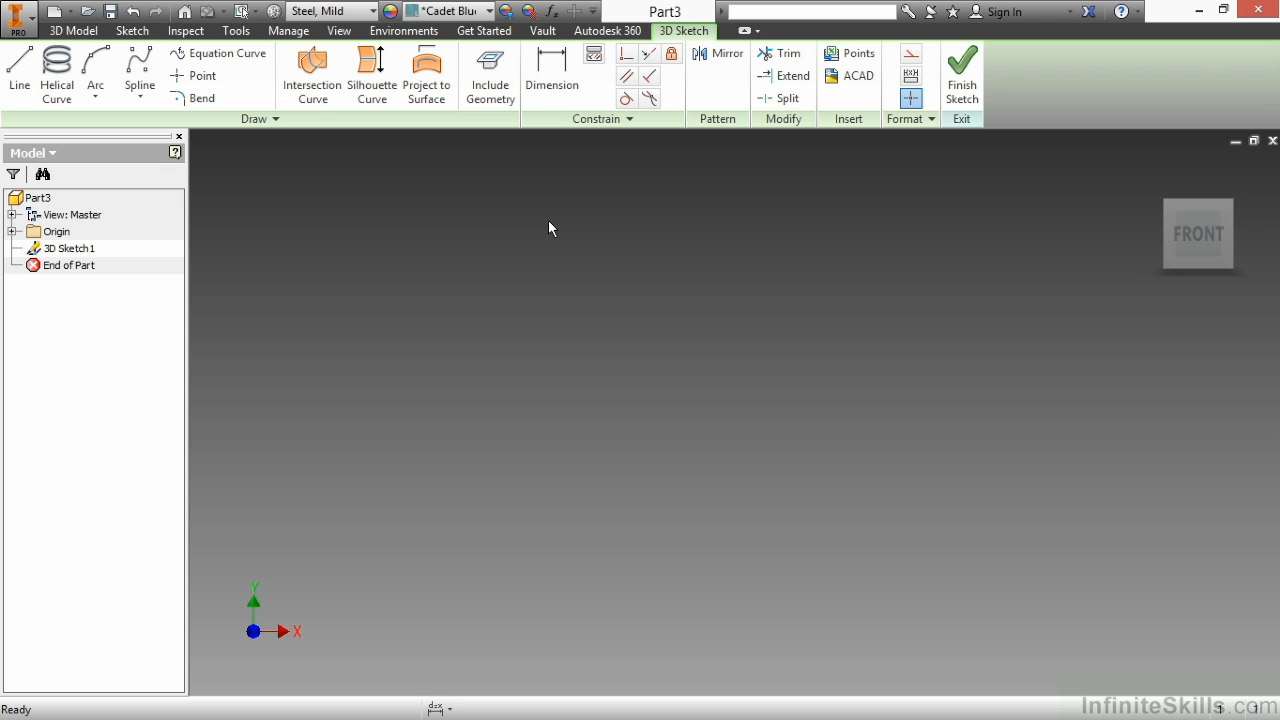 PRO
Steel, Mild
*Cadet Blu
Part3
Sign In
3D Model
Sketch
Inspect
Tools
Manage
View
Environments
Get Started
Vault
Autodesk 360
3D Sketch
Line
Helical Curve
Arc
Spline
Equation Curve
Point
Bend
Intersection Curve
Silhouette Curve
Project to Surface
Include Geometry
Dimension
Mirror
Trim
Extend
Split
Points
ACAD
Finish Sketch
Draw
Constrain
Pattern
Modify
Insert
Format
Exit
Model
Part3
View: Master
Origin
3D Sketch1
End of Part
FRONT
Y
X
Ready
InfiniteSkills.com